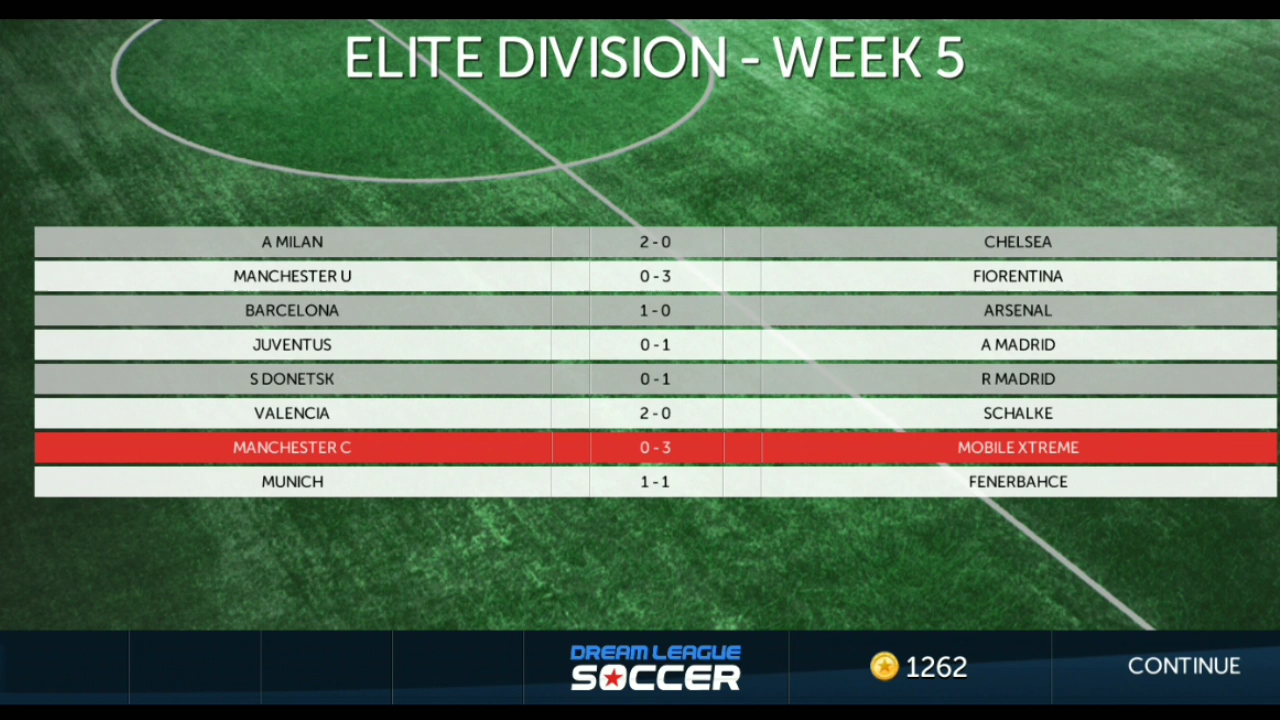 ELITE DIVISION - WEEK 5
A MILAN 2 - 0 CHELSEA
MANCHESTER U 0 - 3 FIORENTINA
BARCELONA 1 - 0 ARSENAL
JUVENTUS 0 - 1 A MADRID
S DONETSK 0 - 1 R MADRID
VALENCIA 2 - 0 SCHALKE
MANCHESTER C 0 - 3 MOBILE XTREME
MUNICH 1 - 1 FENERBAHCE
DREAM LEAGUE
SOCCER
1262
CONTINUE